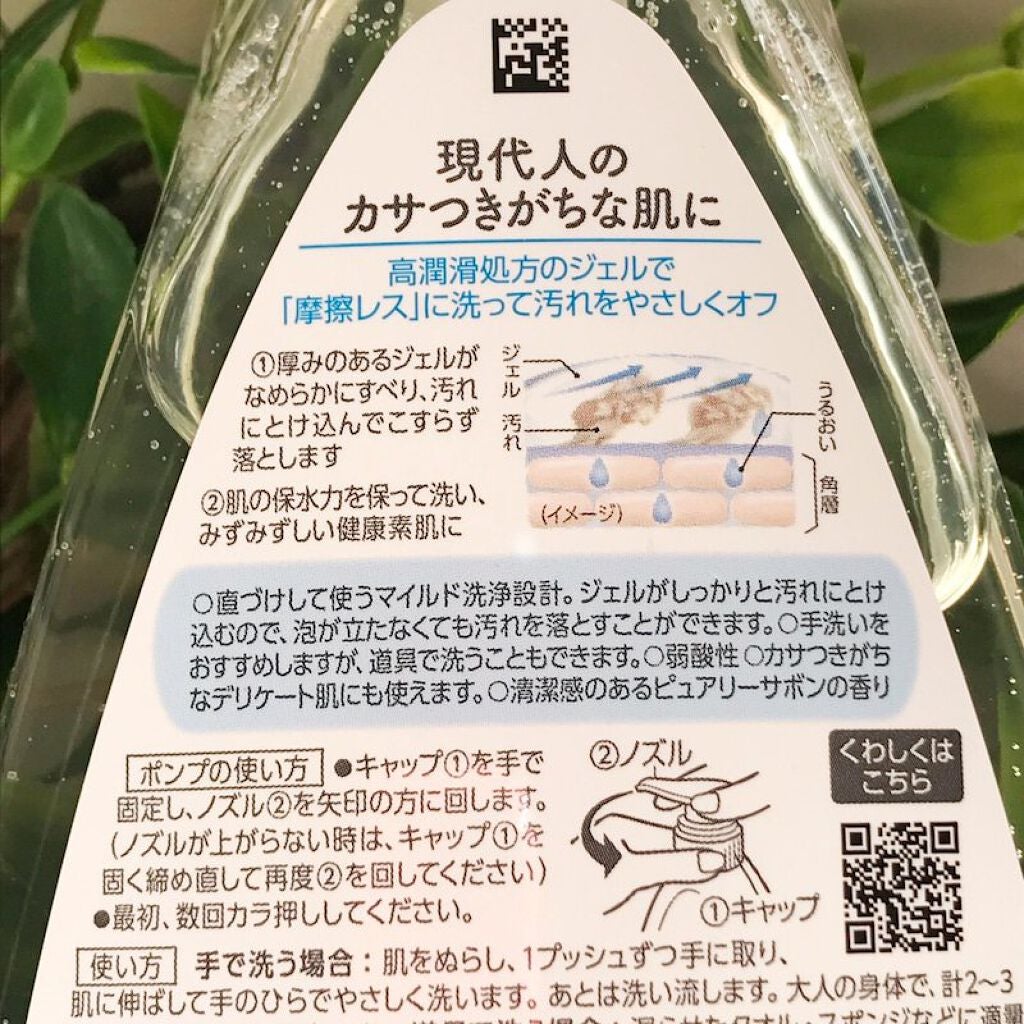 現代人の
カサつきがちな肌に
高潤滑処方のジェルで
「摩擦レス」に洗って汚れをやさしくオフ
①厚みのあるジェルが
なめらかにすべり、汚れ
にとけ込んでこすらず
落とします
②肌の保水力を保って洗い、
みずみずしい健康素肌に
ジェル
汚れ
うるおい
角層
(イメージ)
○直づけして使うマイルド洗浄設計。ジェルがしっかりと汚れにとけ
込むので、泡が立たなくても汚れを落とすことができます。○手洗いを
おすすめしますが、道具で洗うこともできます。○弱酸性 ○カサつきがち
なデリケート肌にも使えます。○清潔感のあるピュアリーサボンの香り
ポンプの使い方 ●キャップ①を手で
固定し、ノズル②を矢印の方に回します。
(ノズルが上がらない時は、キャップ①を
固く締め直して再度②を回してください)
●最初、数回カラ押ししてください。
②ノズル
①キャップ
くわしくは
こちら
使い方 手で洗う場合：肌をぬらし、1プッシュずつ手に取り、
肌に伸ばして手のひらでやさしく洗います。あとは洗い流します。大人の身体で、計2〜3